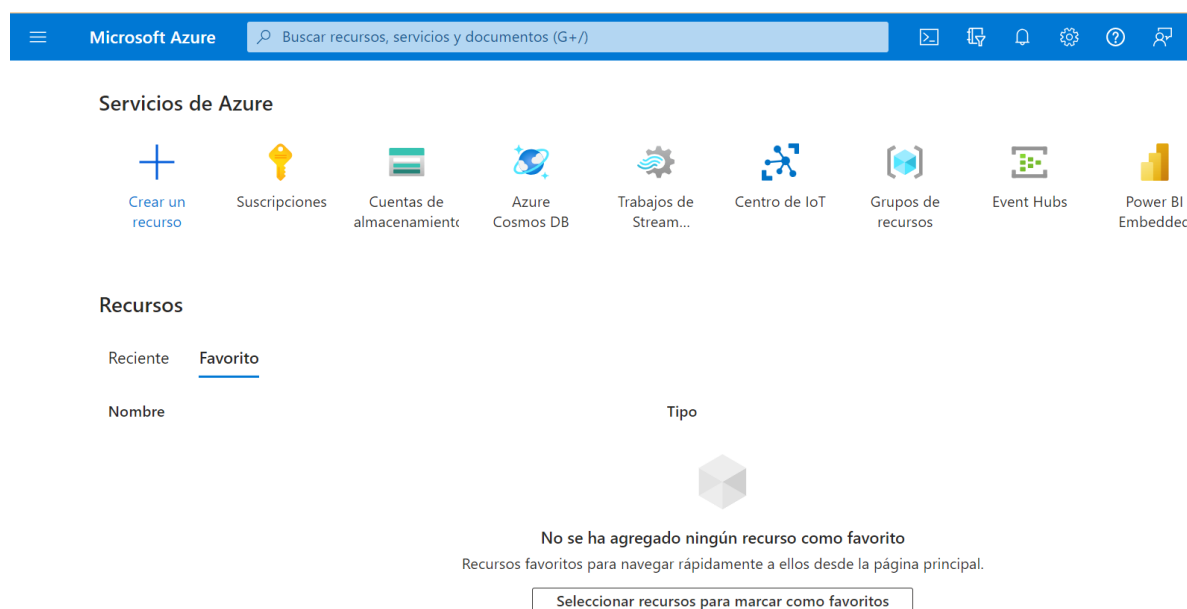 Microsoft Azure
Buscar recursos, servicios y documentos (G+/)
Servicios de Azure
Crear un recurso
Suscripciones
Cuentas de almacenamiento
Azure Cosmos DB
Trabajos de Stream...
Centro de IoT
Grupos de recursos
Event Hubs
Power BI Embedded
Recursos
Reciente Favorito
Nombre Tipo
No se ha agregado ningún recurso como favorito
Recursos favoritos para navegar rápidamente a ellos desde la página principal.
Seleccionar recursos para marcar como favoritos